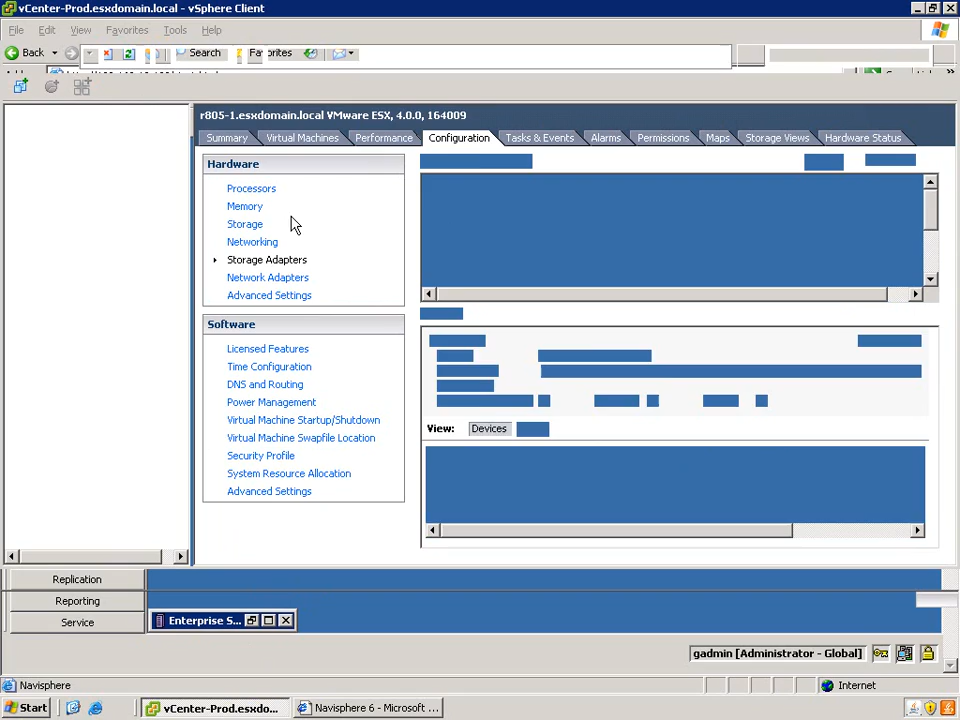 vCenter-Prod.esxdomain.local - vSphere Client
File Edit View Favorites Tools Help
Back Search Favorites
r805-1.esxdomain.local VMware ESX, 4.0.0, 164009
Summary Virtual Machines Performance Configuration Tasks & Events Alarms Permissions Maps Storage Views Hardware Status
Hardware
Processors
Memory
Storage
Networking
Storage Adapters
Network Adapters
Advanced Settings
Software
Licensed Features
Time Configuration
DNS and Routing
Power Management
Virtual Machine Startup/Shutdown
Virtual Machine Swapfile Location
Security Profile
System Resource Allocation
Advanced Settings
View: Devices
Replication
Reporting
Service
Enterprise S...
gadmin [Administrator - Global]
Navisphere
Internet
Start vCenter-Prod.esxdo... Navisphere 6 - Microsoft ...